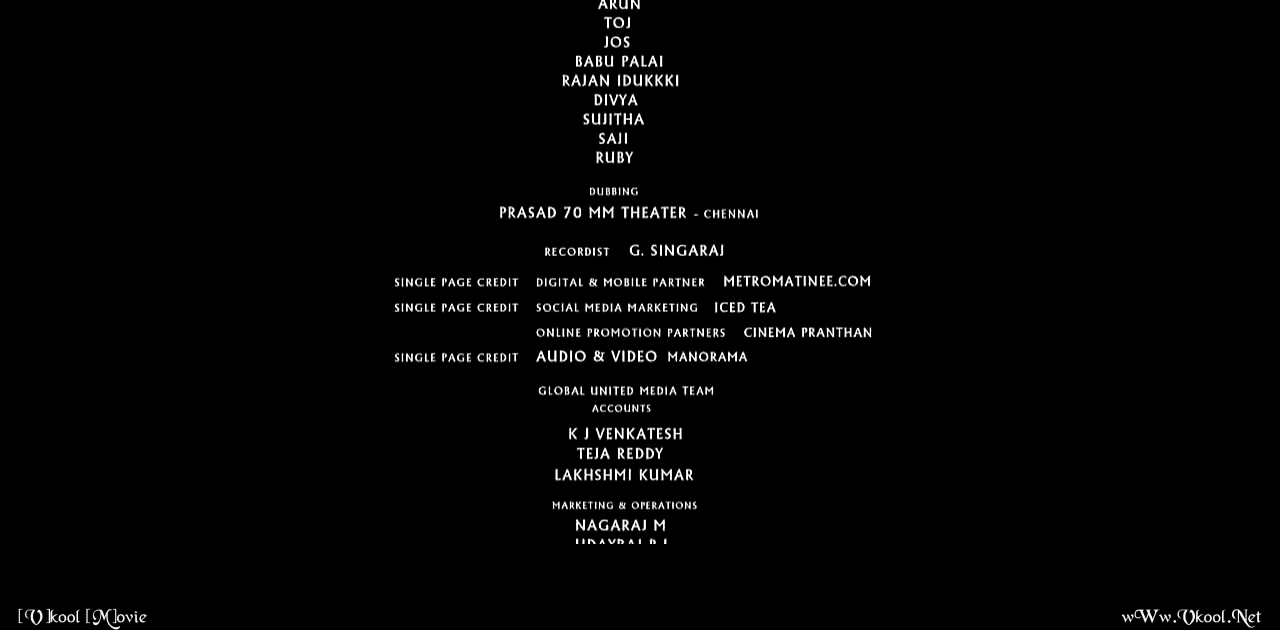 ARUN
TOJ
JOS
BABU PALAI
RAJAN IDUKKKI
DIVYA
SUJITHA
SAJI
RUBY
DUBBING
PRASAD 70 MM THEATER - CHENNAI
RECORDIST G. SINGARAJ
SINGLE PAGE CREDIT DIGITAL & MOBILE PARTNER METROMATINEE.COM
SINGLE PAGE CREDIT SOCIAL MEDIA MARKETING ICED TEA
ONLINE PROMOTION PARTNERS CINEMA PRANTHAN
SINGLE PAGE CREDIT AUDIO & VIDEO MANORAMA
GLOBAL UNITED MEDIA TEAM
ACCOUNTS
K J VENKATESH
TEJA REDDY
LAKHSHMI KUMAR
MARKETING & OPERATIONS
NAGARAJ M
[V]kool [M]ovie
wWw.Vkool.Net